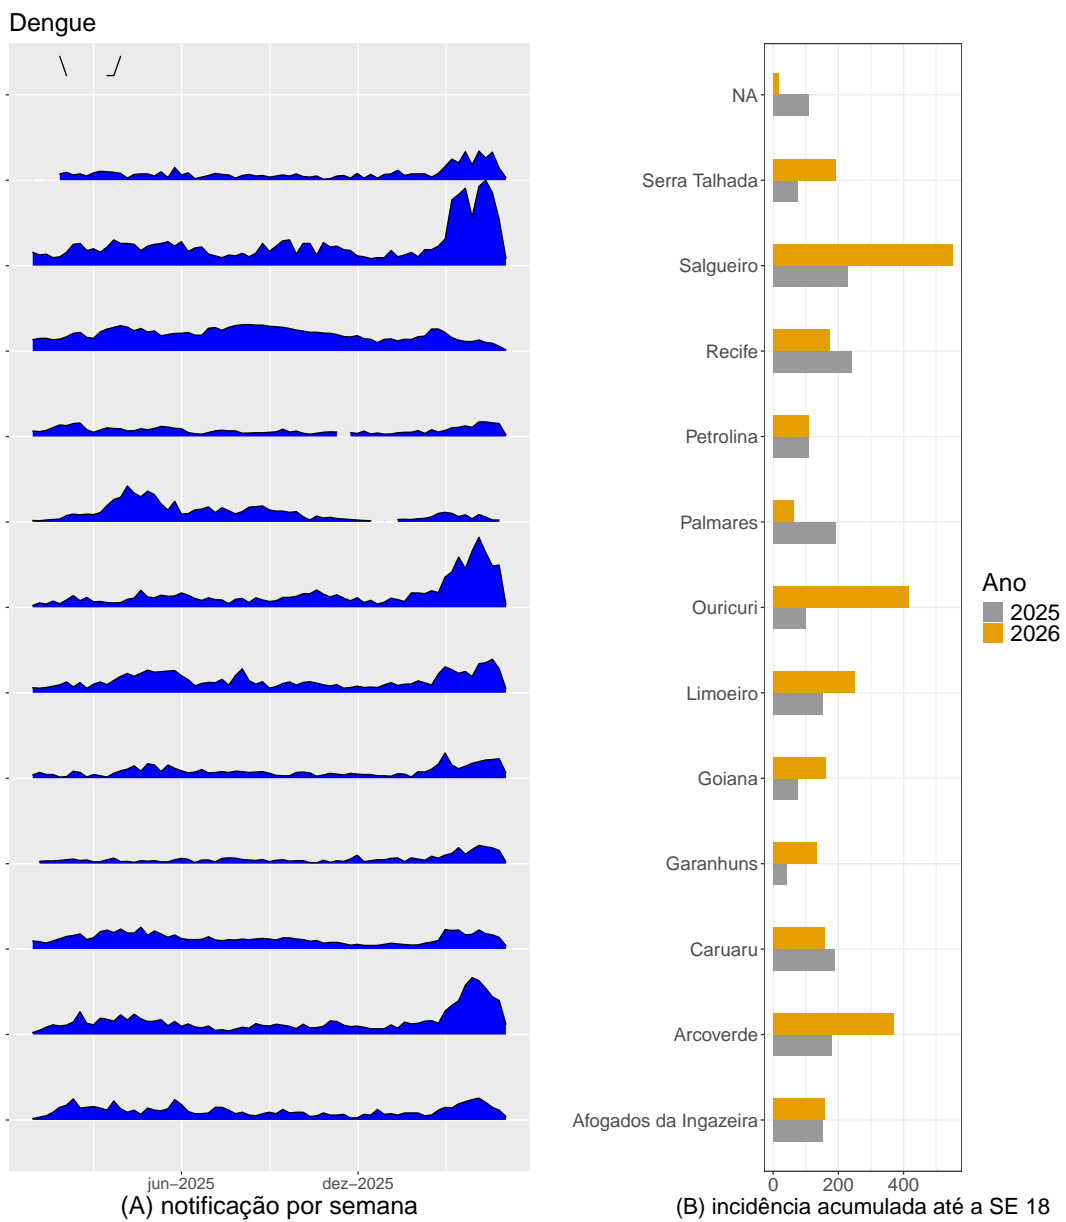 Dengue
NA
Serra Talhada
Salgueiro
Recife
Petrolina
Palmares
Ouricuri
Limoeiro
Goiana
Garanhuns
Caruaru
Arcoverde
Afogados da Ingazeira
Ano
2025
2026
jun–2025 dez–2025
0 200 400
(A) notificação por semana
(B) incidência acumulada até a SE 18